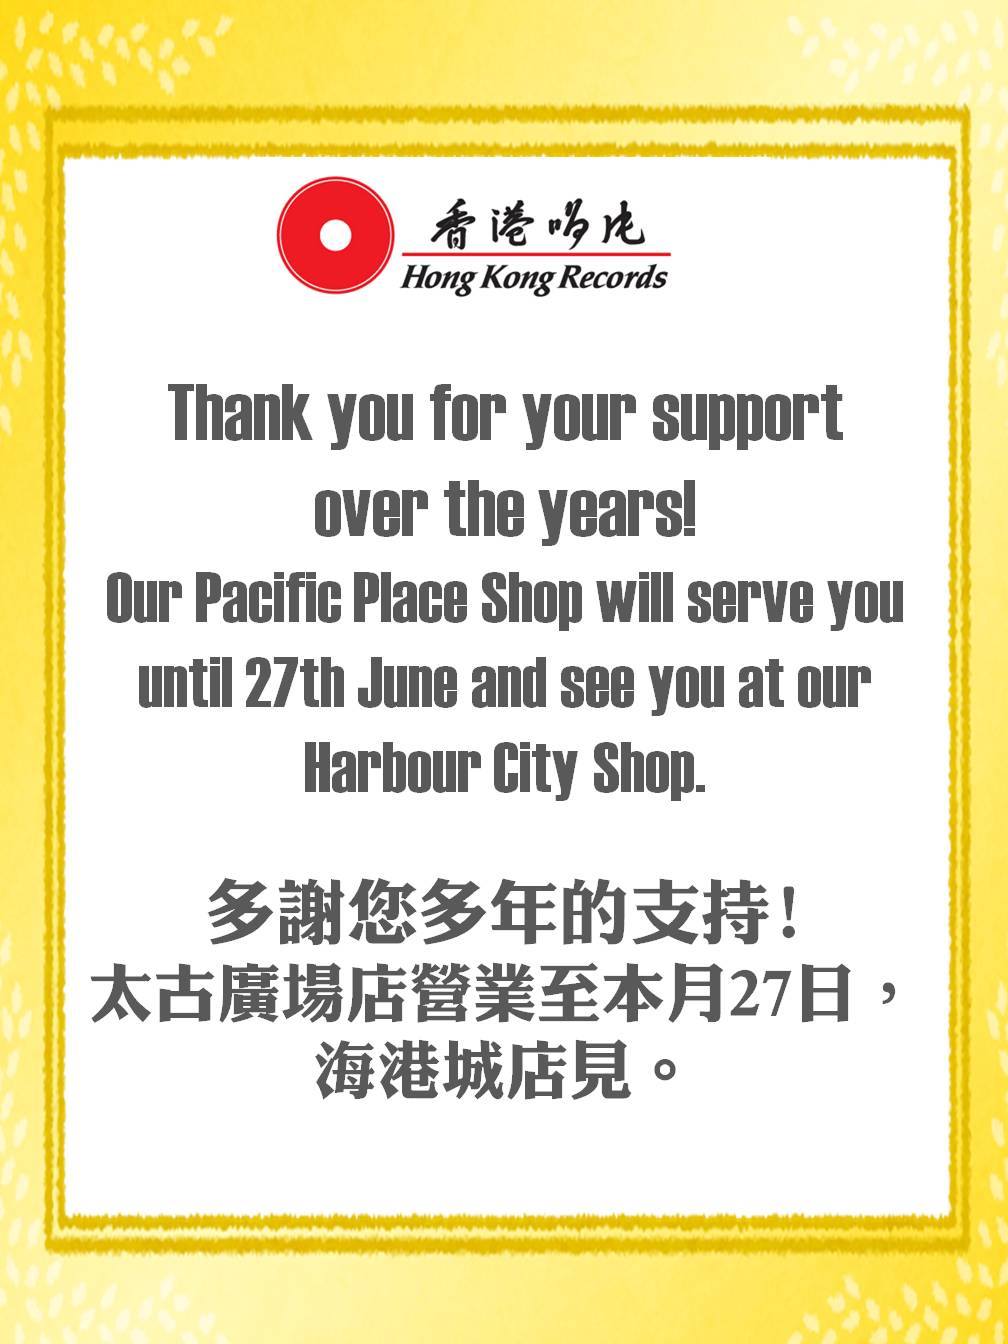 香港唱片
Hong Kong Records
Thank you for your support
over the years!
Our Pacific Place Shop will serve you
until 27th June and see you at our
Harbour City Shop.
多謝您多年的支持!
太古廣場店營業至本月27日，
海港城店見。